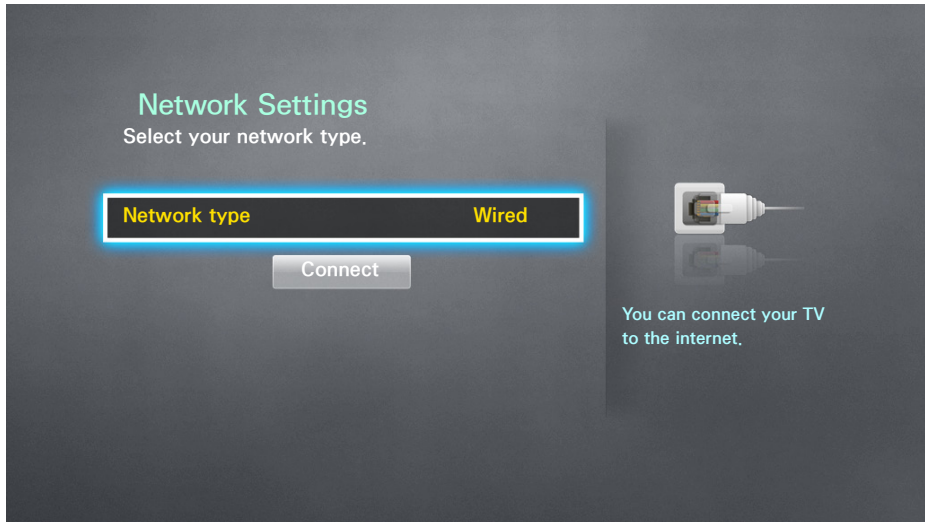 Network Settings
Select your network type.
Network type Wired
Connect
You can connect your TV
to the internet.